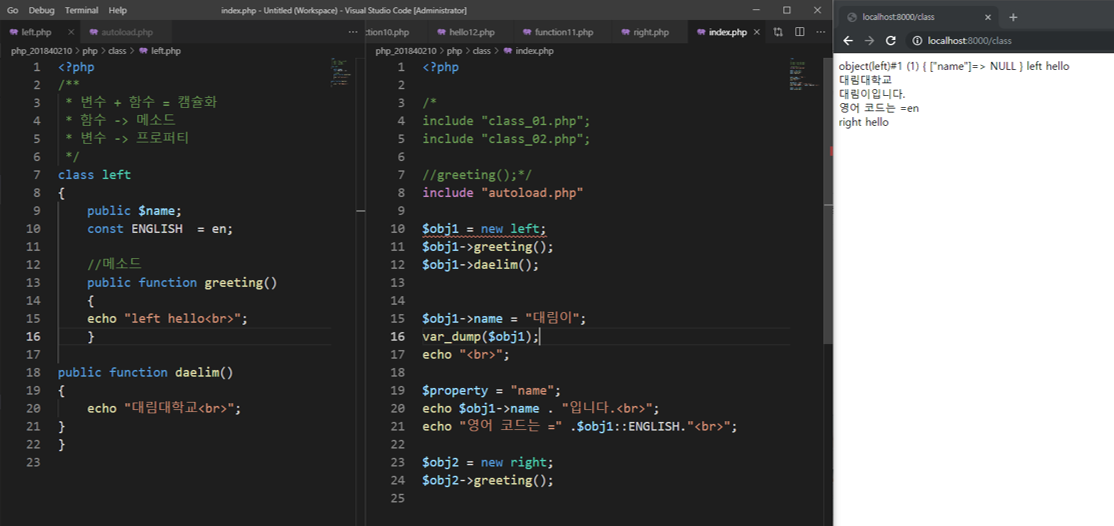 Go Debug Terminal Help
index.php - Untitled (Workspace) - Visual Studio Code [Administrator]
left.php
autoload.php
php_201840210 > php > class > left.php
1 <?php
2 /**
3 * 변수 + 함수 = 캡슐화
4 * 함수 -> 메소드
5 * 변수 -> 프로퍼티
6 */
7 class left
8 {
9 public $name;
10 const ENGLISH = en;
11
12 //메소드
13 public function greeting()
14 {
15 echo "left hello<br>";
16 }
17
18 public function daelim()
19 {
20 echo "대림대학교<br>";
21 }
22 }
23
ction10.php
hello12.php
function11.php
right.php
index.php
php_201840210 > php > class > index.php
1 <?php
2
3 /*
4 include "class_01.php";
5 include "class_02.php";
6
7 //greeting();*/
8 include "autoload.php"
9
10 $obj1 = new left;
11 $obj1->greeting();
12 $obj1->daelim();
13
14
15 $obj1->name = "대림이";
16 var_dump($obj1);
17 echo "<br>";
18
19 $property = "name";
20 echo $obj1->name . "입니다.<br>";
21 echo "영어 코드는 =" .$obj1::ENGLISH."<br>";
22
23 $obj2 = new right;
24 $obj2->greeting();
25
localhost:8000/class
localhost:8000/class
object(left)#1 (1) { ["name"]=> NULL } left hello
대림대학교
대림이입니다.
영어 코드는 =en
right hello